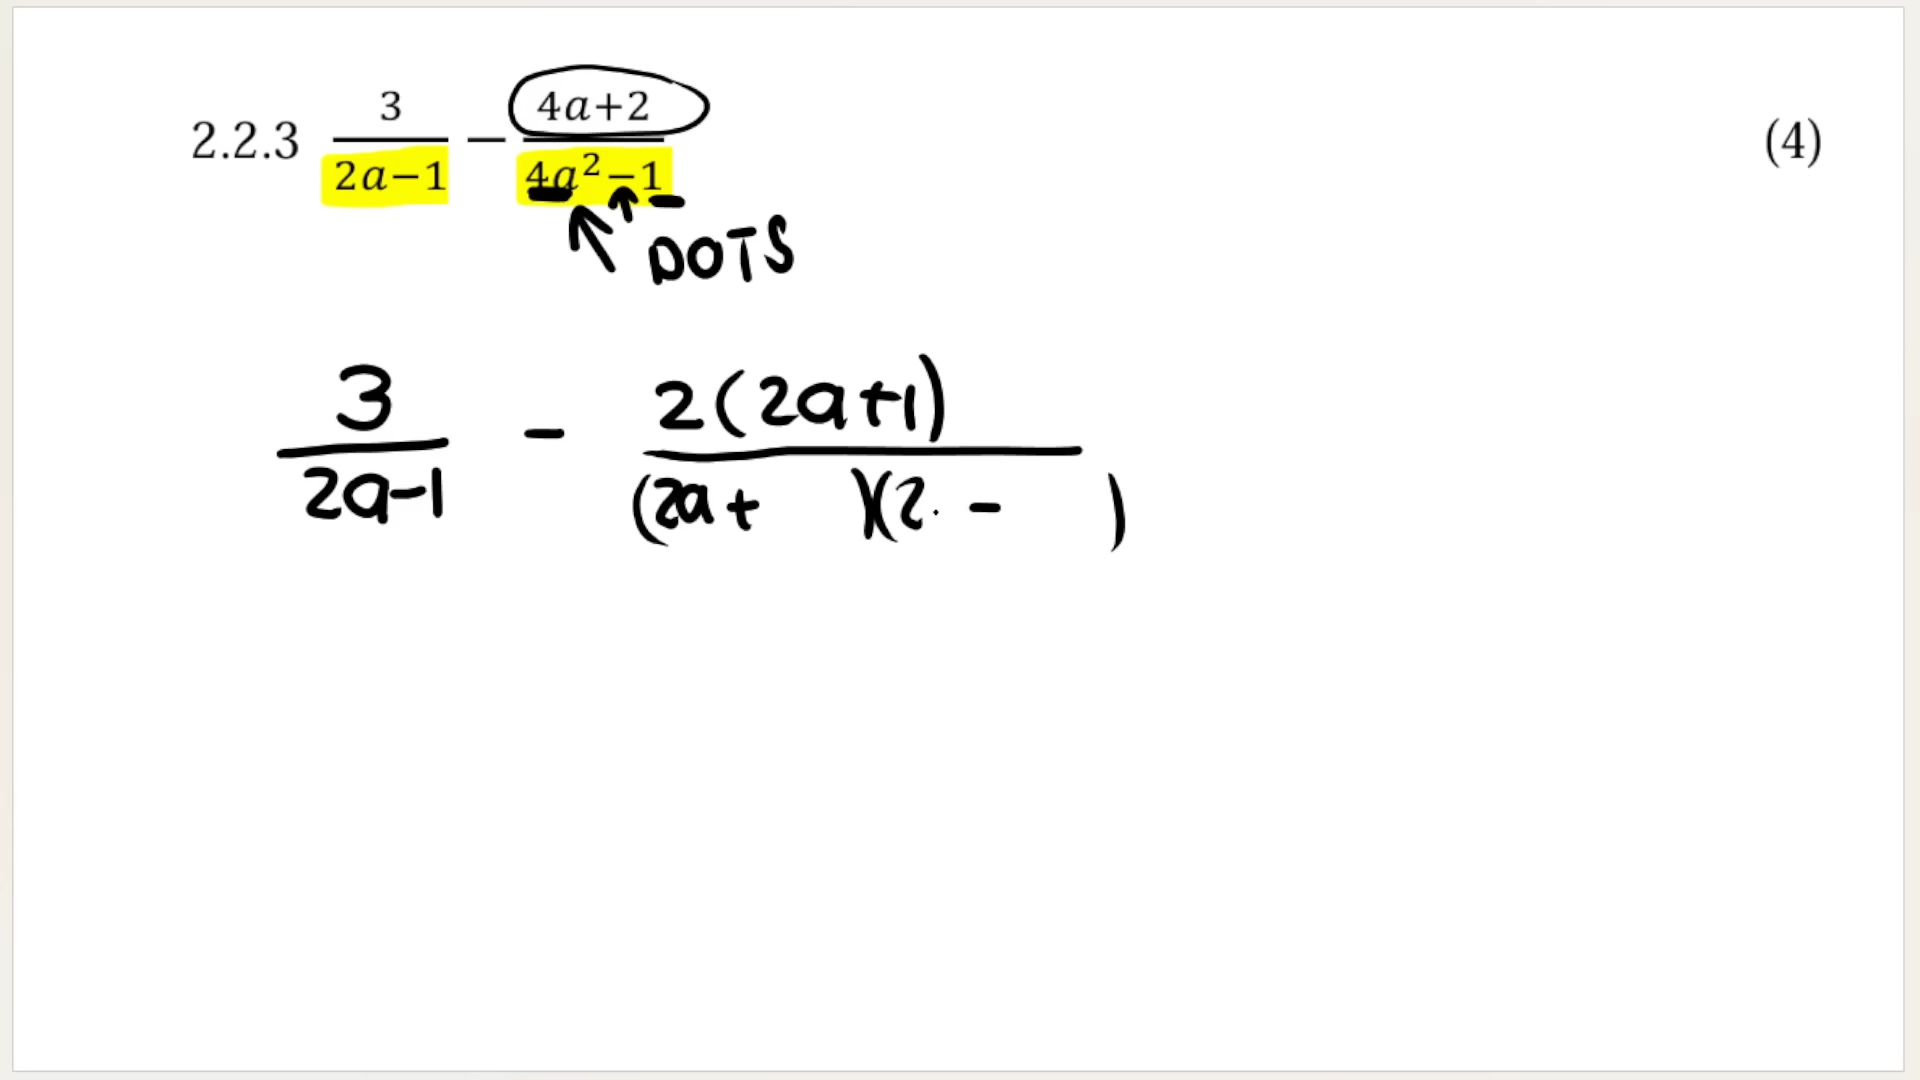 2.2.3 3/(2a−1) − (4a+2)/(4a²−1) (4)
DOTS
3/(2a-1) - 2(2a+1)/((2a+ )(2 - ))